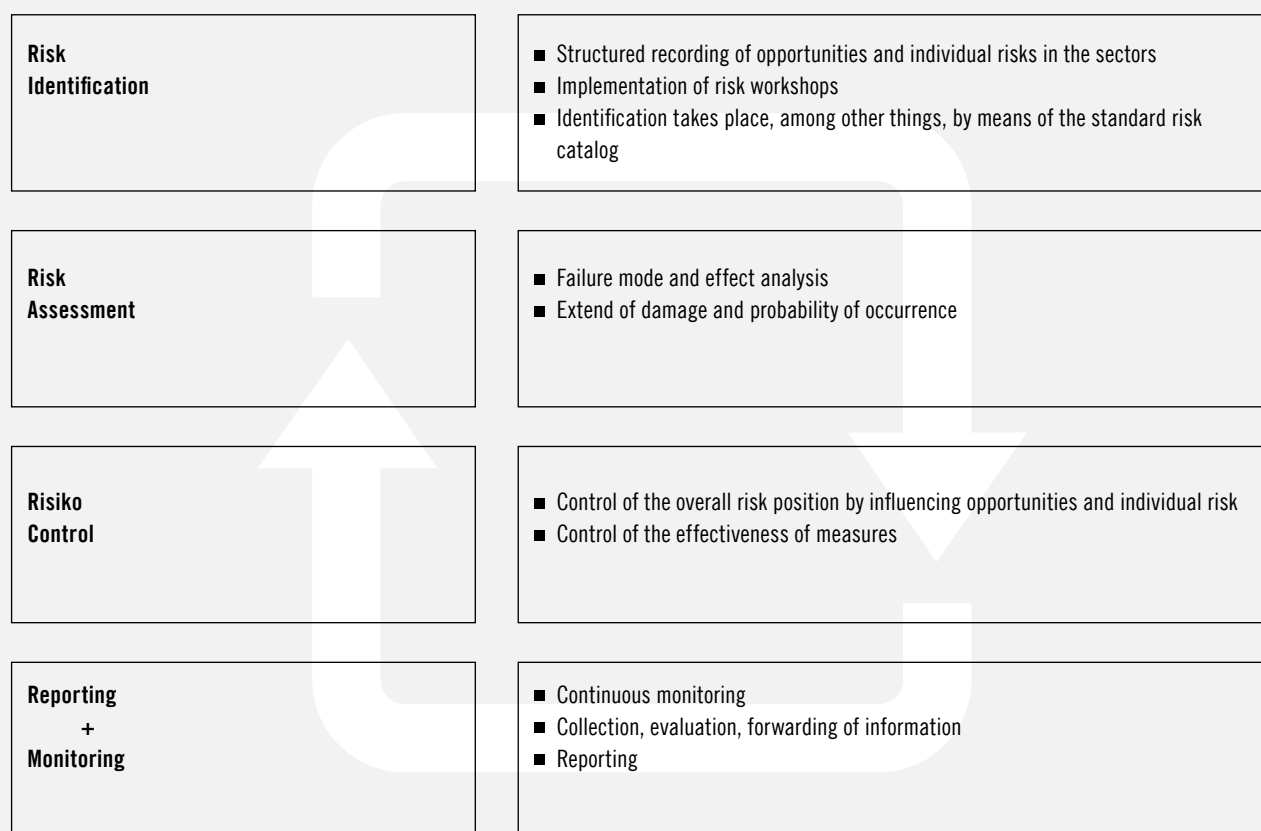 Risk
Identification
■ Structured recording of opportunities and individual risks in the sectors
■ Implementation of risk workshops
■ Identification takes place, among other things, by means of the standard risk
catalog
Risk
Assessment
■ Failure mode and effect analysis
■ Extend of damage and probability of occurrence
Risiko
Control
■ Control of the overall risk position by influencing opportunities and individual risk
■ Control of the effectiveness of measures
Reporting
+
Monitoring
■ Continuous monitoring
■ Collection, evaluation, forwarding of information
■ Reporting